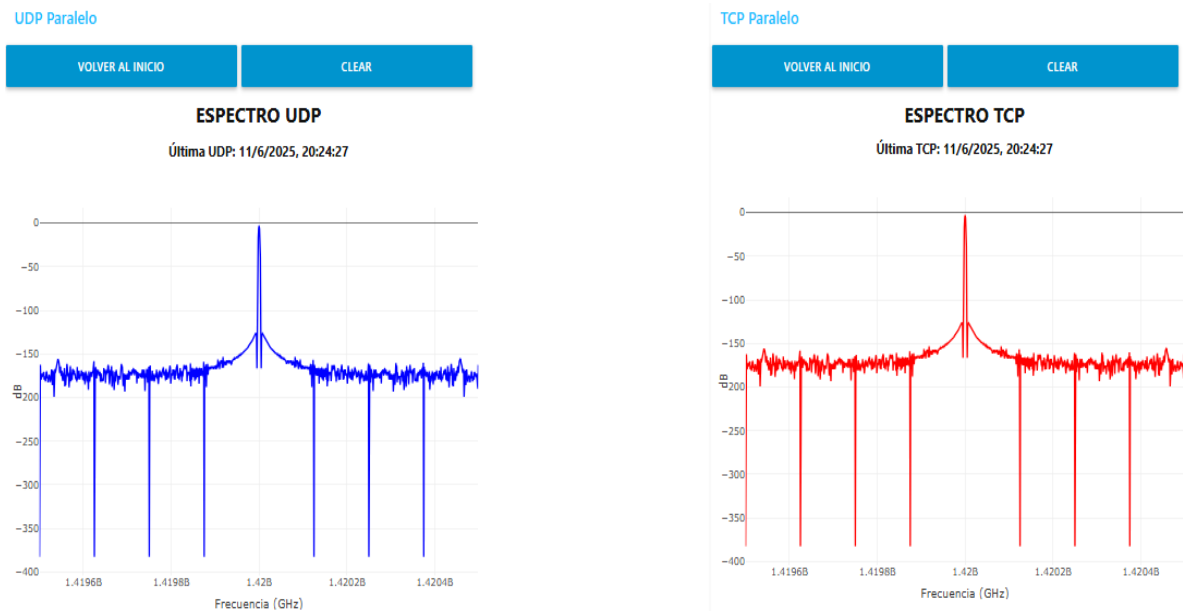 UDP Paralelo
VOLVER AL INICIO
CLEAR
ESPECTRO UDP
Última UDP: 11/6/2025, 20:24:27
0
−50
−100
−150
−200
−250
−300
−350
−400
dB
1.4196B
1.4198B
1.42B
1.4202B
1.4204B
Frecuencia (GHz)
TCP Paralelo
VOLVER AL INICIO
CLEAR
ESPECTRO TCP
Última TCP: 11/6/2025, 20:24:27
0
−50
−100
−150
−200
−250
−300
−350
−400
dB
1.4196B
1.4198B
1.42B
1.4202B
1.4204B
Frecuencia (GHz)